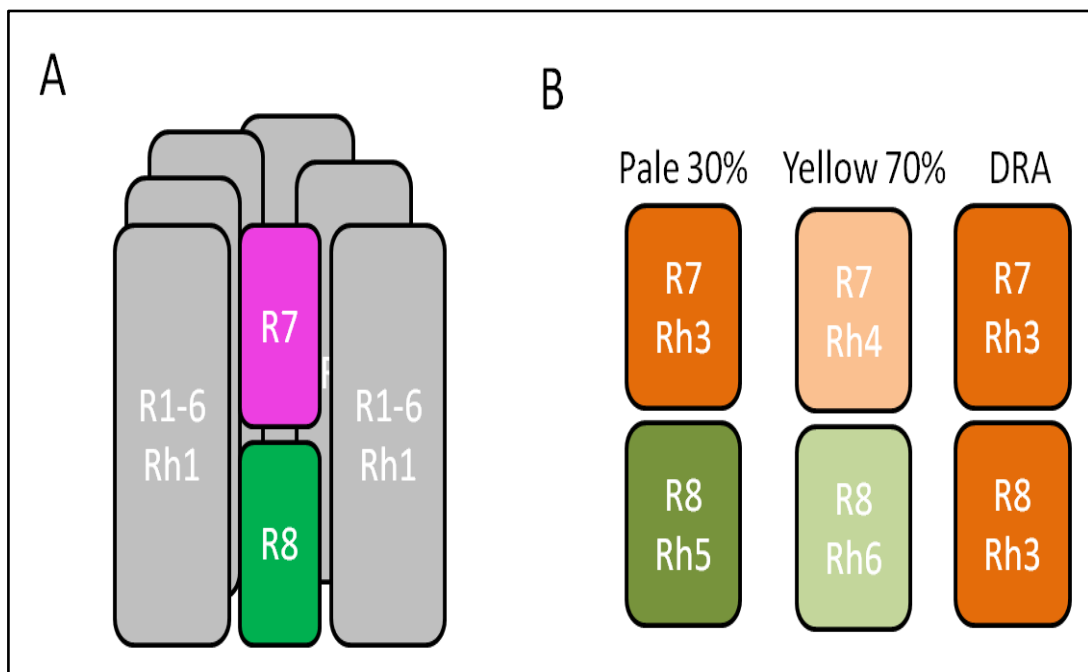 A
R7
R8
R1-6
Rh1
R1-6
Rh1
B
Pale 30%
Yellow 70%
DRA
R7
Rh3
R7
Rh4
R7
Rh3
R8
Rh5
R8
Rh6
R8
Rh3